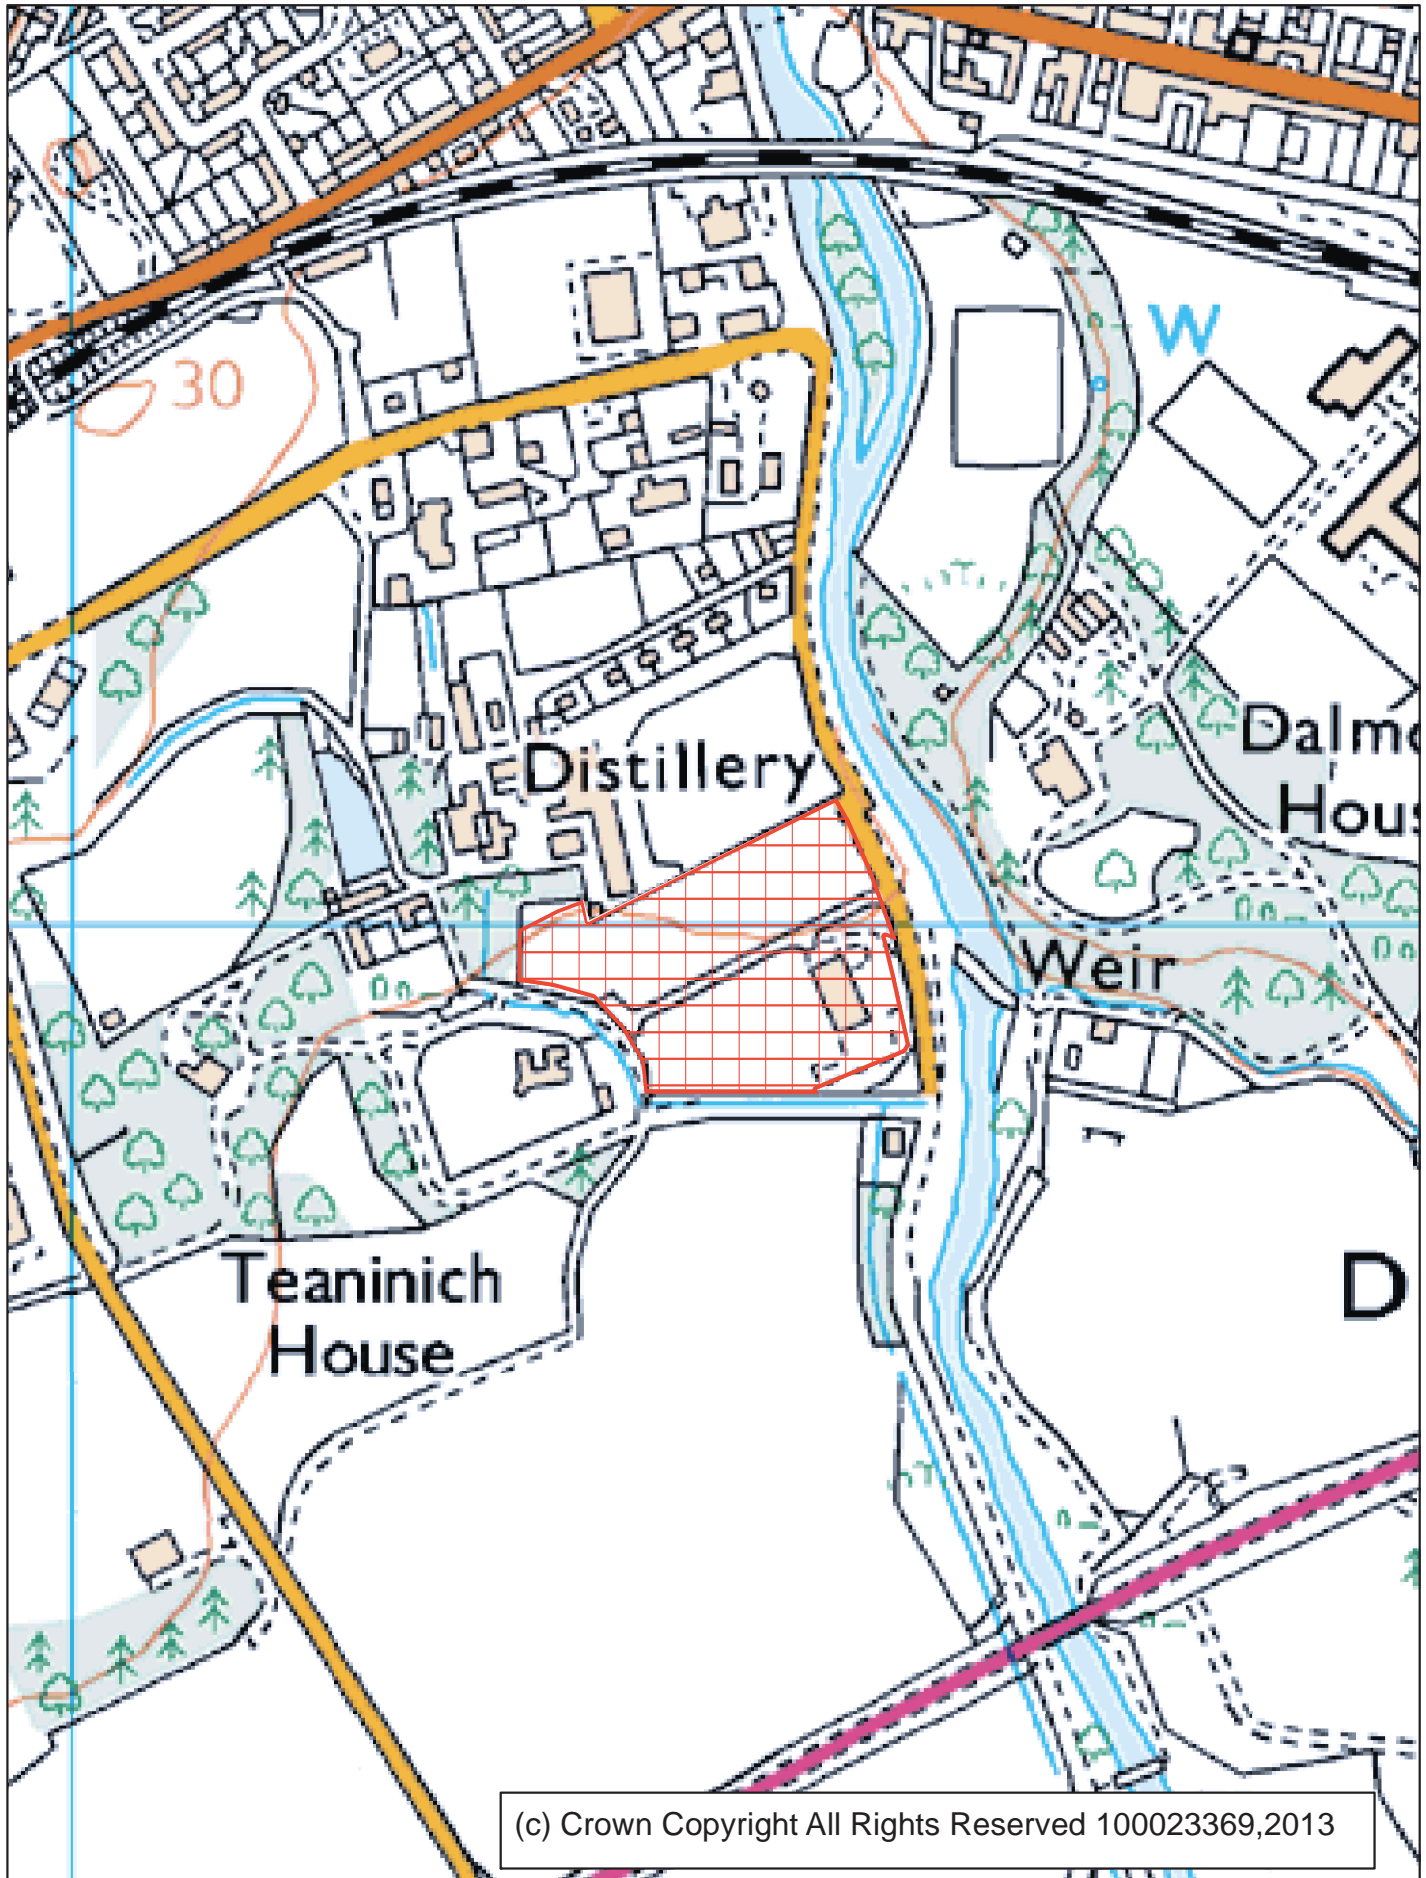 W
30
Distillery
Dalm
Hous
Weir
Teaninich
House
D
(c) Crown Copyright All Rights Reserved 100023369,2013